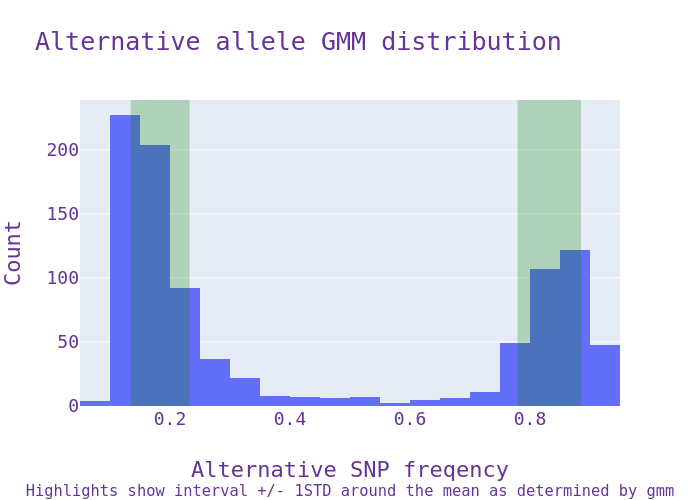 Alternative allele GMM distribution
Count
200
150
100
50
0
0.2 0.4 0.6 0.8
Alternative SNP freqency
Highlights show interval +/- 1STD around the mean as determined by gmm